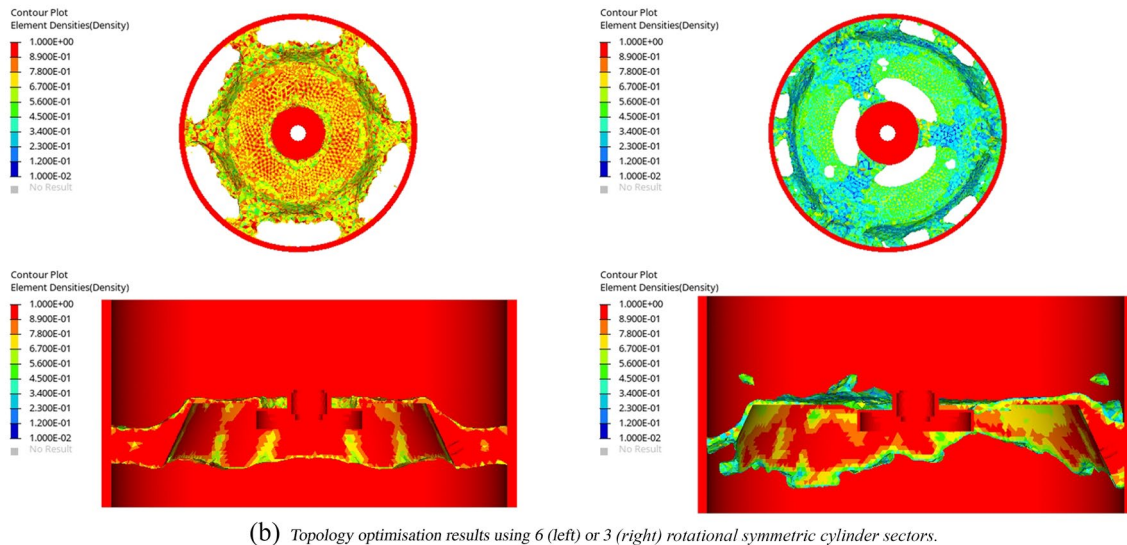 Contour Plot
Element Densities(Density)
1.000E+00
8.900E-01
7.800E-01
6.700E-01
5.600E-01
4.500E-01
3.400E-01
2.300E-01
1.200E-01
1.000E-02
No Result
Contour Plot
Element Densities(Density)
1.000E+00
8.900E-01
7.800E-01
6.700E-01
5.600E-01
4.500E-01
3.400E-01
2.300E-01
1.200E-01
1.000E-02
No Result
Contour Plot
Element Densities(Density)
1.000E+00
8.900E-01
7.800E-01
6.700E-01
5.600E-01
4.500E-01
3.400E-01
2.300E-01
1.200E-01
1.000E-02
No Result
Contour Plot
Element Densities(Density)
1.000E+00
8.900E-01
7.800E-01
6.700E-01
5.600E-01
4.500E-01
3.400E-01
2.300E-01
1.200E-01
1.000E-02
No Result
(b) Topology optimisation results using 6 (left) or 3 (right) rotational symmetric cylinder sectors.